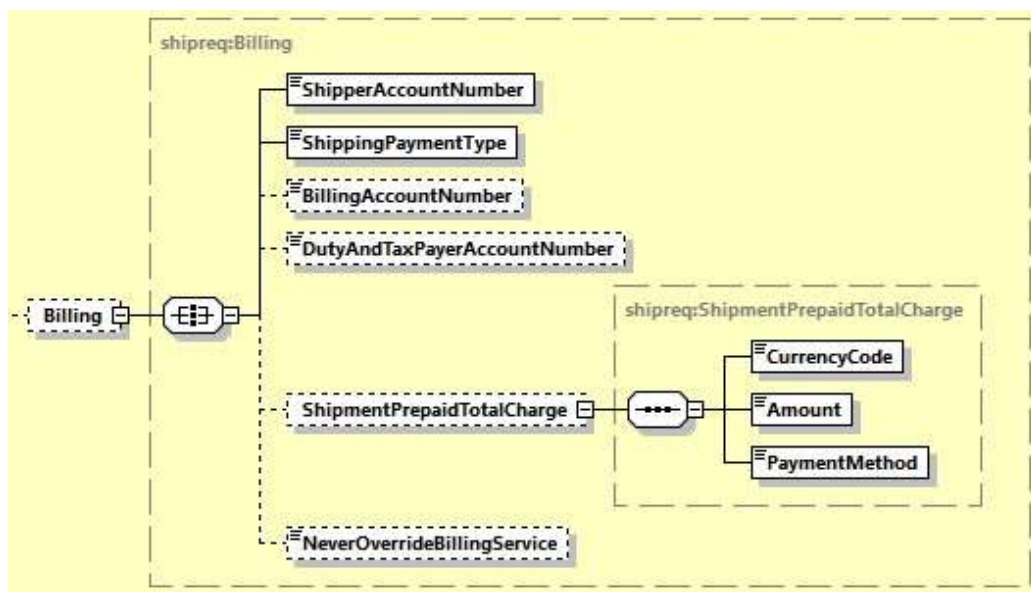 shipreq:Billing
ShipperAccountNumber
ShippingPaymentType
BillingAccountNumber
DutyAndTaxPayerAccountNumber
Billing
shipreq:ShipmentPrepaidTotalCharge
CurrencyCode
ShipmentPrepaidTotalCharge
Amount
PaymentMethod
NeverOverrideBillingService